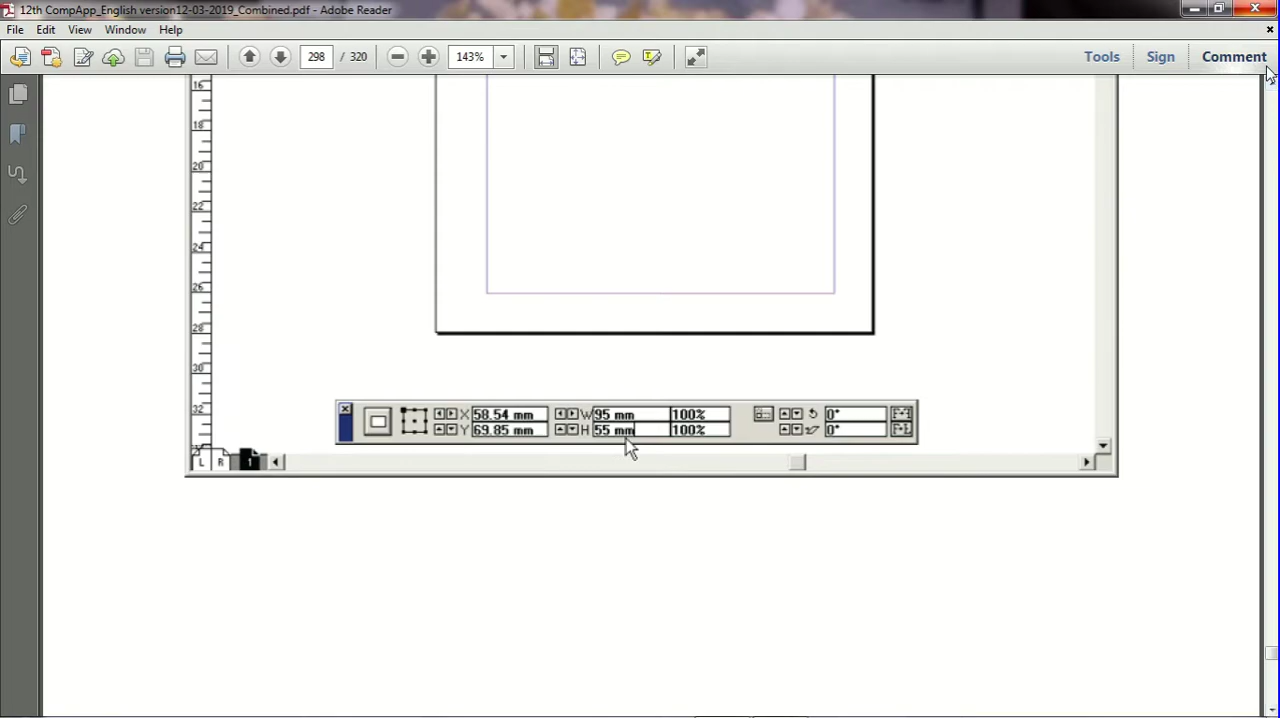 12th CompApp_English version12-03-2019_Combined.pdf - Adobe Reader
File Edit View Window Help
298 / 320 143% Tools Sign Comment
16
18
20
22
24
26
28
30
32
X 58.54 mm W 95 mm 100% 0°
Y 69.85 mm H 55 mm 100% 0°
L R 1